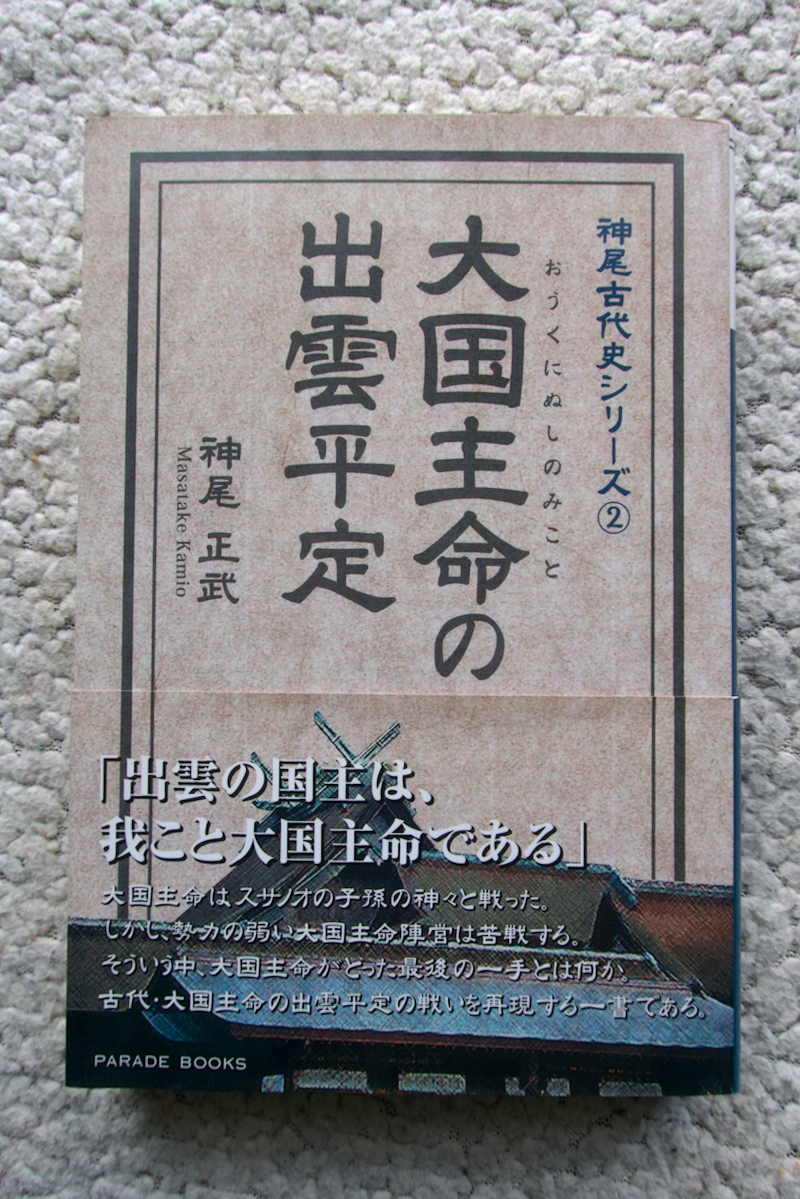 神尾古代史シリーズ②
おうくにぬしのみこと
大国主命の
出雲平定
神尾 正武
Masatake Kamio
「出雲の国主は、
我こと大国主命である」
大国主命はスサノオの子孫の神々と戦った。
しかし、勢力の弱い大国主命陣営は苦戦する。
そういう中、大国主命がとった最後の一手とは何か。
古代・大国主命の出雲平定の戦いを再現する一書である。
PARADE BOOKS